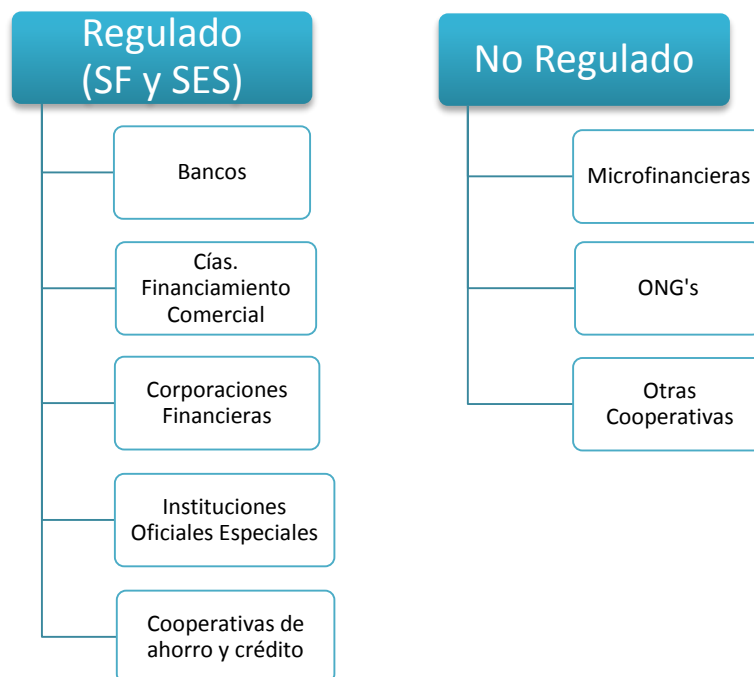 Regulado
(SF y SES)
Bancos
Cías.
Financiamiento
Comercial
Corporaciones
Financieras
Instituciones
Oficiales Especiales
Cooperativas de
ahorro y crédito
No Regulado
Microfinancieras
ONG's
Otras
Cooperativas